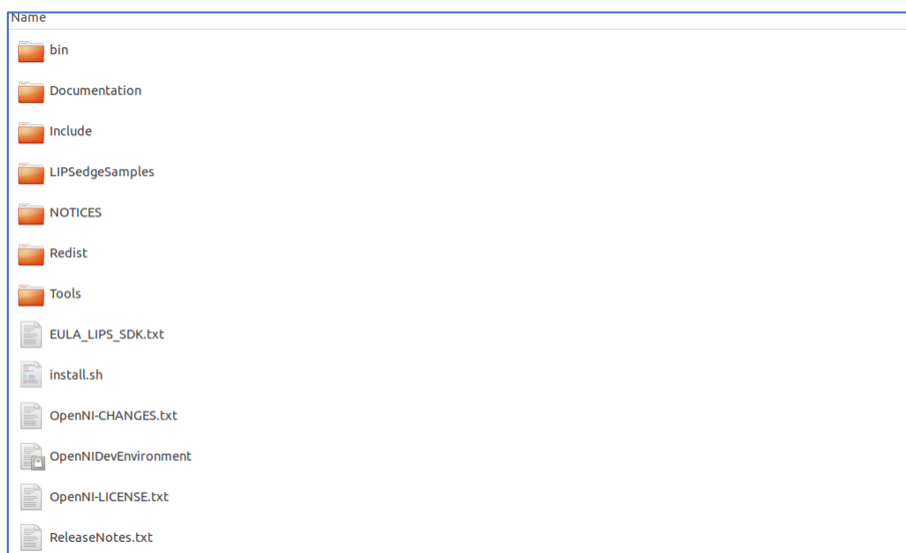 Name
bin
Documentation
Include
LIPSedgeSamples
NOTICES
Redist
Tools
EULA_LIPS_SDK.txt
install.sh
OpenNI-CHANGES.txt
OpenNIDevEnvironment
OpenNI-LICENSE.txt
ReleaseNotes.txt